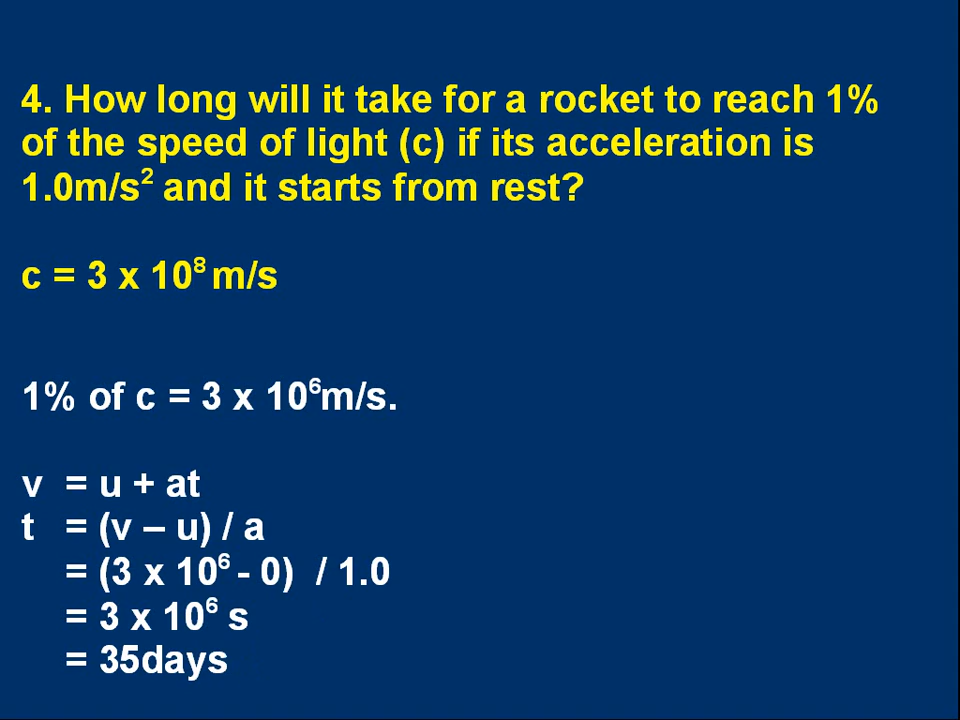 4. How long will it take for a rocket to reach 1%
of the speed of light (c) if its acceleration is
1.0m/s² and it starts from rest?
c = 3 x 10⁸ m/s
1% of c = 3 x 10⁶m/s.
v = u + at
t = (v – u) / a
= (3 x 10⁶ - 0) / 1.0
= 3 x 10⁶ s
= 35days